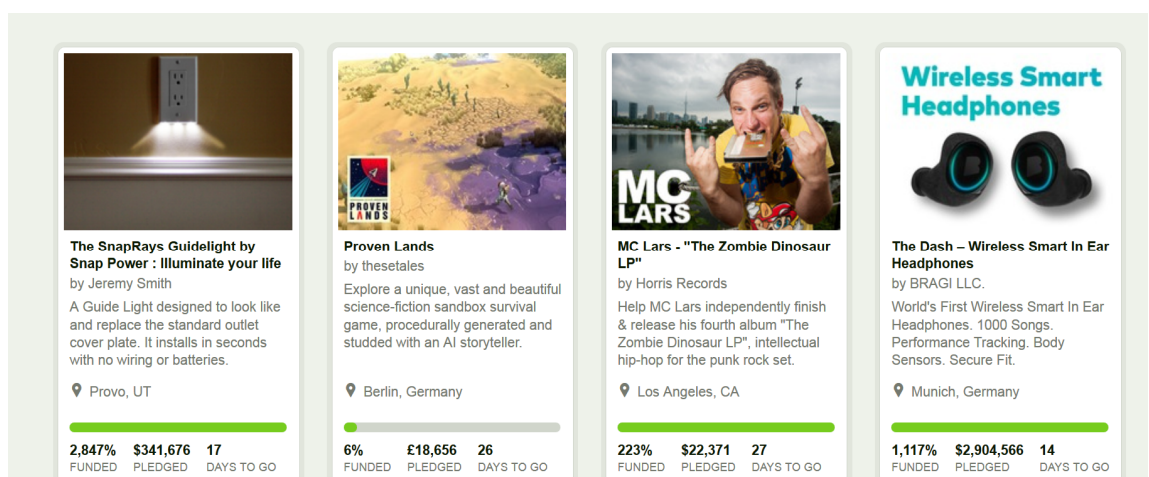 The SnapRays Guidelight by
Snap Power : Illuminate your life
by Jeremy Smith
A Guide Light designed to look like
and replace the standard outlet
cover plate. It installs in seconds
with no wiring or batteries.
Provo, UT
2,847% $341,676 17
FUNDED PLEDGED DAYS TO GO
PROVEN
LANDS
Proven Lands
by thesetales
Explore a unique, vast and beautiful
science-fiction sandbox survival
game, procedurally generated and
studded with an AI storyteller.
Berlin, Germany
6% £18,656 26
FUNDED PLEDGED DAYS TO GO
MC
LARS
MC Lars - "The Zombie Dinosaur
LP"
by Horris Records
Help MC Lars independently finish
& release his fourth album "The
Zombie Dinosaur LP", intellectual
hip-hop for the punk rock set.
Los Angeles, CA
223% $22,371 27
FUNDED PLEDGED DAYS TO GO
Wireless Smart
Headphones
The Dash – Wireless Smart In Ear
Headphones
by BRAGI LLC.
World's First Wireless Smart In Ear
Headphones. 1000 Songs.
Performance Tracking. Body
Sensors. Secure Fit.
Munich, Germany
1,117% $2,904,566 14
FUNDED PLEDGED DAYS TO GO